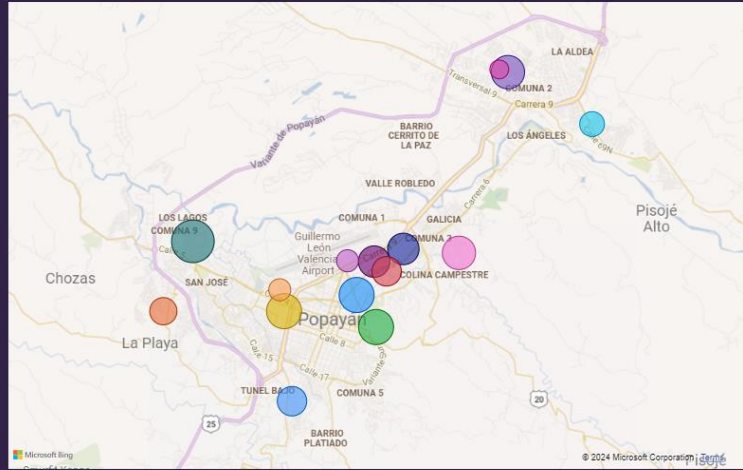 LA ALDEA
Transversal 9
COMUNA 2
Carrera 9
BARRIO
CERRITO DE
LA PAZ
LOS ÁNGELES
Variante de Popayán
VALLE ROBLEDO
Carrera 6
Pisojé
Alto
LOS LAGOS
COMUNA 9
COMUNA 1
GALICIA
Guillermo
León
Valencia
Airport
COMUNA 3
Chozas
SAN JOSÉ
COLINA CAMPESTRE
Popayán
La Playa
Calle 8
Calle 15
Calle 17
TUNEL BAJO
COMUNA 5
25
20
BARRIO
PLATIADO
Microsoft Bing
© 2024 Microsoft Corporation Terms
Pisojé